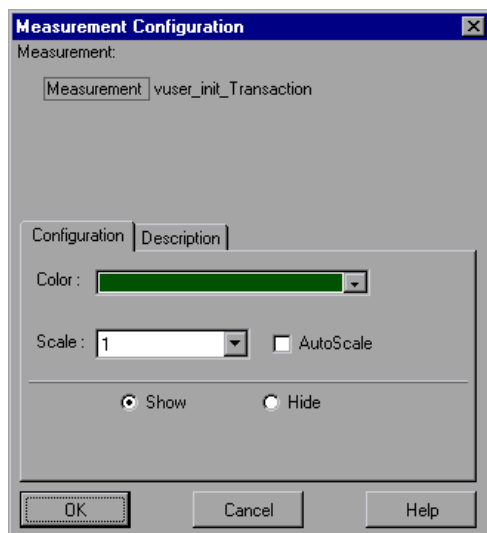 Measurement Configuration
Measurement:
Measurement vuser_init_Transaction
Configuration Description
Color :
Scale : 1 AutoScale
Show Hide
OK Cancel Help